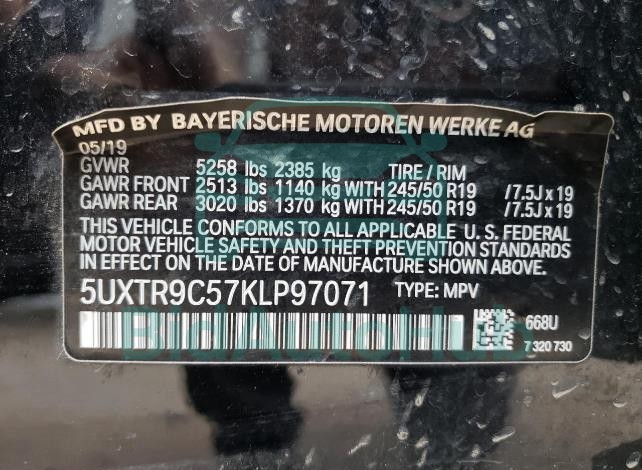 MFD BY BAYERISCHE MOTOREN WERKE AG
05/19
GVWR 5258 lbs 2385 kg TIRE / RIM
GAWR FRONT 2513 lbs 1140 kg WITH 245/50 R19 / 7.5J x 19
GAWR REAR 3020 lbs 1370 kg WITH 245/50 R19 / 7.5J x 19
THIS VEHICLE CONFORMS TO ALL APPLICABLE U. S. FEDERAL
MOTOR VEHICLE SAFETY AND THEFT PREVENTION STANDARDS
IN EFFECT ON THE DATE OF MANUFACTURE SHOWN ABOVE.
5UXTR9C57KLP97071 TYPE: MPV
668U
7 320 730
BidAutoHub